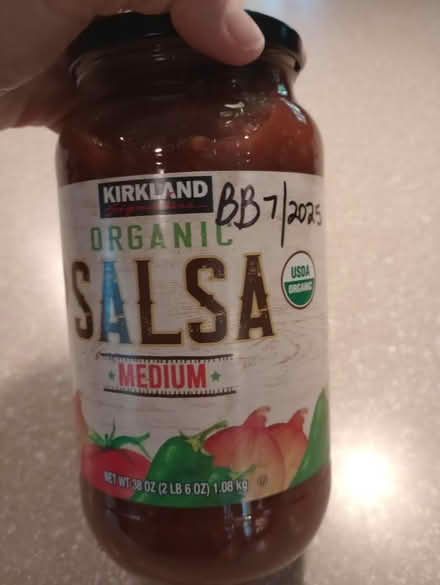 KIRKLAND
Signature
BB 7/2025
ORGANIC
SALSA
USDA
ORGANIC
MEDIUM
NET WT 38 OZ (2 LB 6 OZ) 1.08 kg